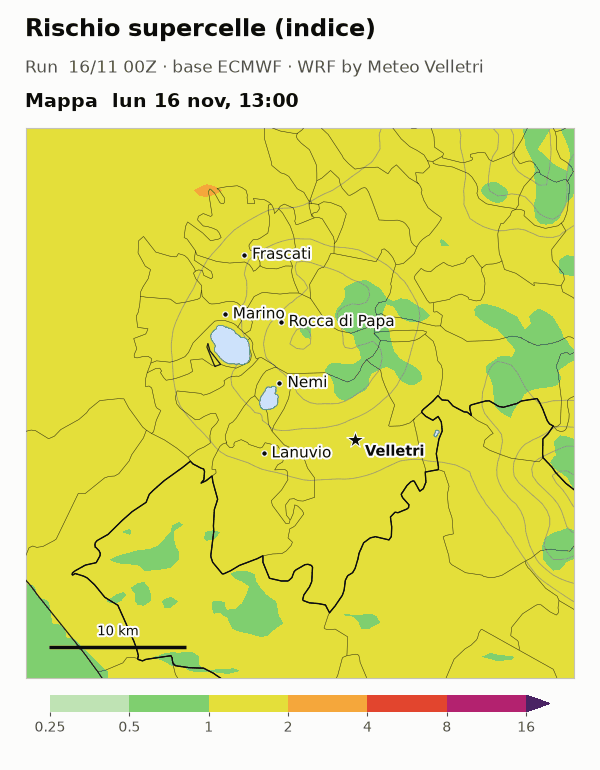 Rischio supercelle (indice)
Run  16/11 00Z · base ECMWF · WRF by Meteo Velletri
Mappa  lun 16 nov, 13:00
Frascati
Marino
Rocca di Papa
Nemi
Velletri
Lanuvio
10 km
0.25 0.5 1 2 4 8 16